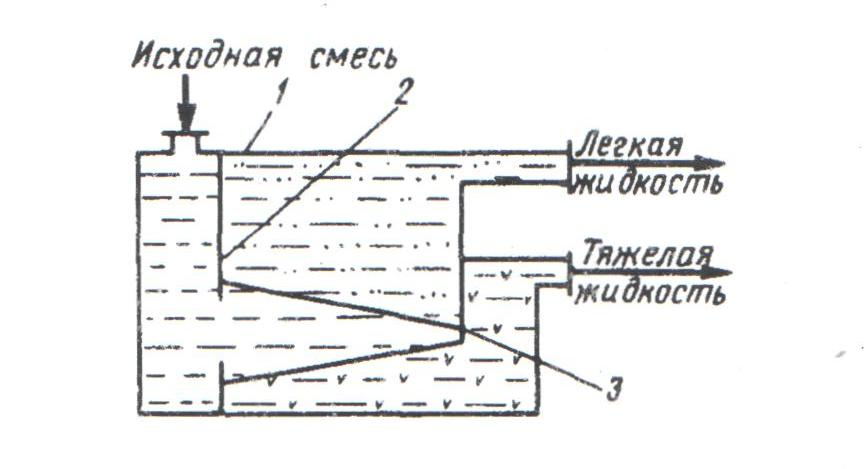 Исходная смесь
1
2
Легкая
жидкость
Тяжелая
жидкость
3